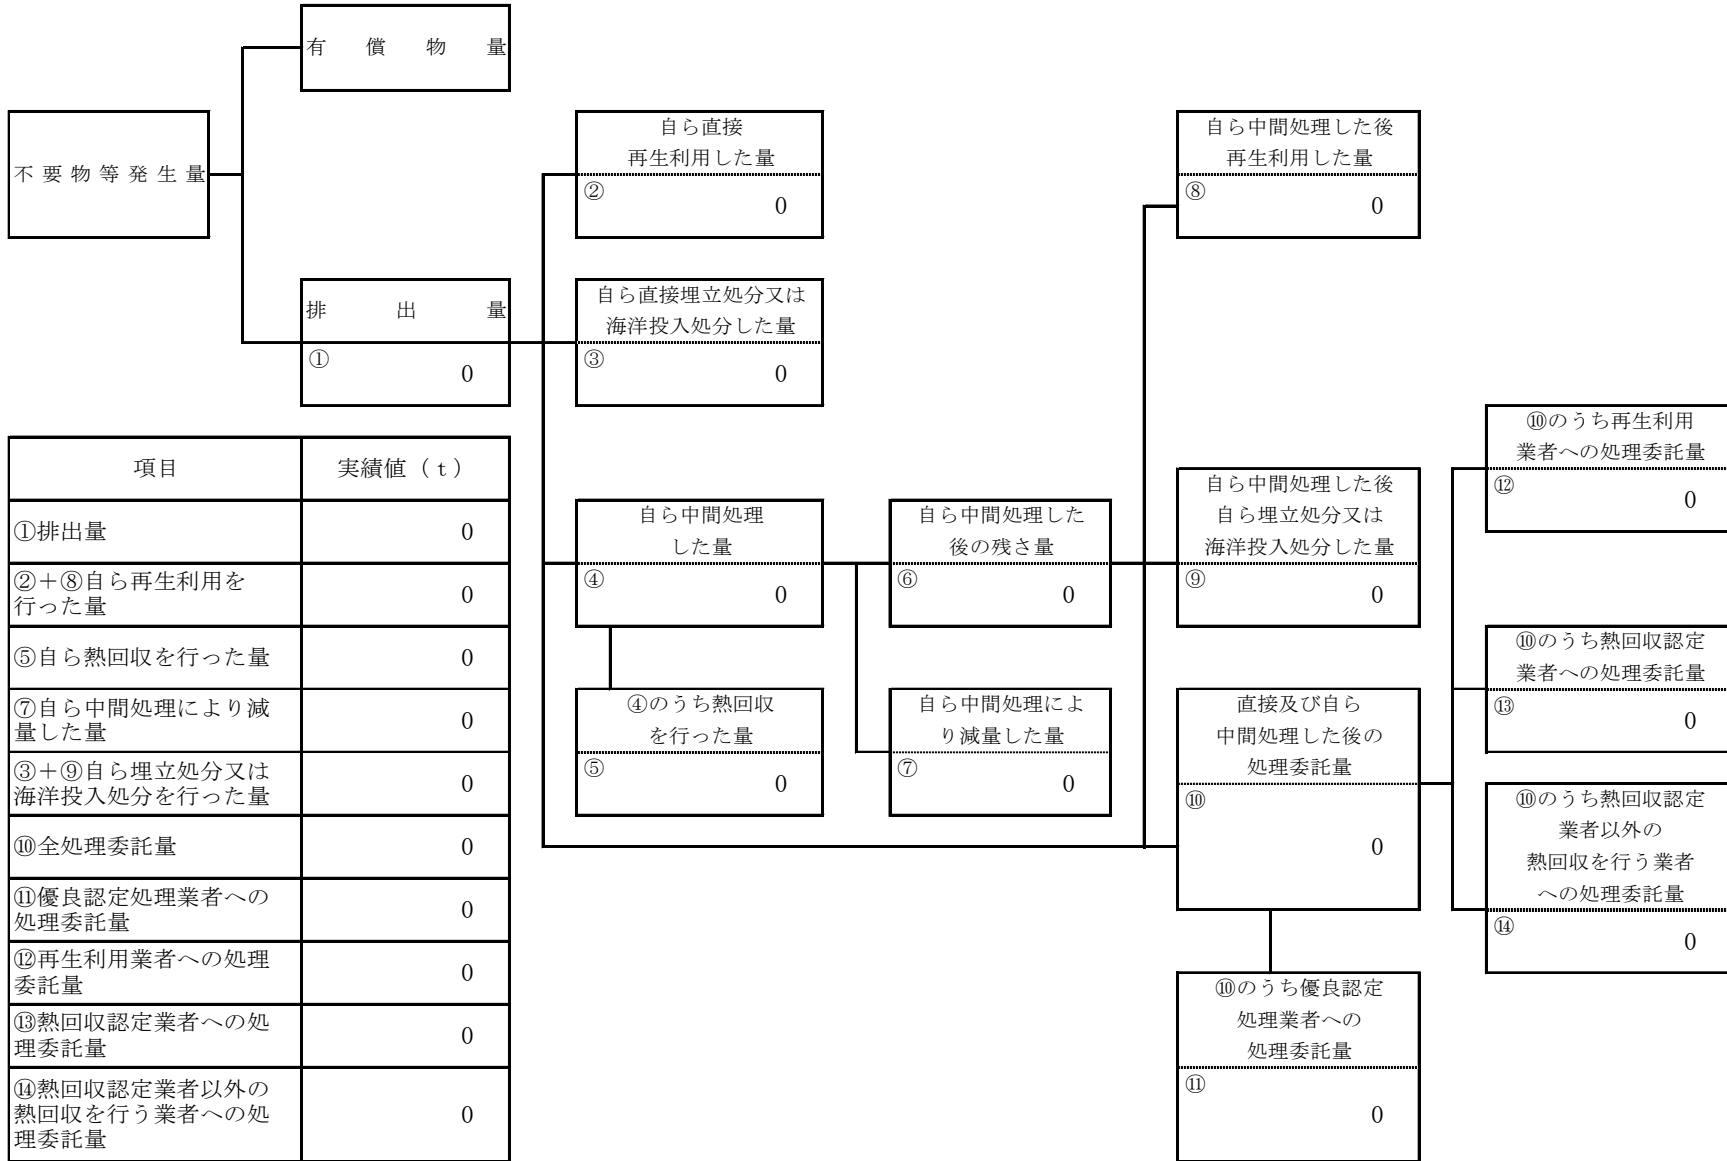 有償物量
不要物等発生量
排出量
①
0
自ら直接
再生利用した量
②
0
自ら直接埋立処分又は
海洋投入処分した量
③
0
自ら中間処理
した量
④
0
④のうち熱回収
を行った量
⑤
0
自ら中間処理した
後の残さ量
⑥
0
自ら中間処理によ
り減量した量
⑦
0
自ら中間処理した後
再生利用した量
⑧
0
自ら中間処理した後
自ら埋立処分又は
海洋投入処分した量
⑨
0
直接及び自ら
中間処理した後の
処理委託量
⑩
0
⑩のうち優良認定
処理業者への
処理委託量
⑪
0
⑩のうち再生利用
業者への処理委託量
⑫
0
⑩のうち熱回収認定
業者への処理委託量
⑬
0
⑩のうち熱回収認定
業者以外の
熱回収を行う業者
への処理委託量
⑭
0
項目 実績値（t）
①排出量 0
②＋⑧自ら再生利用を
行った量 0
⑤自ら熱回収を行った量 0
⑦自ら中間処理により減
量した量 0
③＋⑨自ら埋立処分又は
海洋投入処分を行った量 0
⑩全処理委託量 0
⑪優良認定処理業者への
処理委託量 0
⑫再生利用業者への処理
委託量 0
⑬熱回収認定業者への処
理委託量 0
⑭熱回収認定業者以外の
熱回収を行う業者への処
理委託量 0